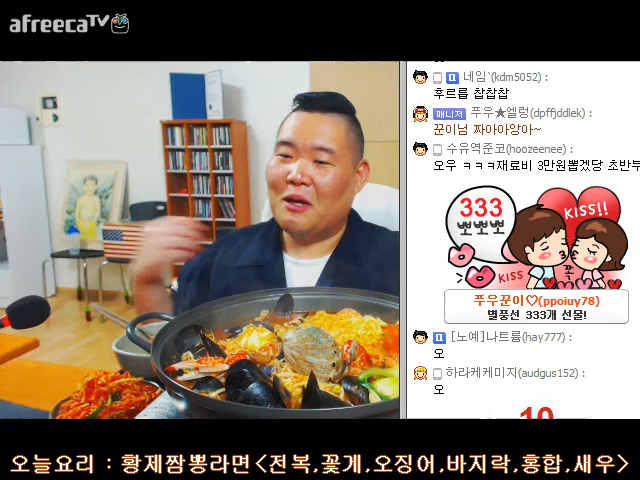 afreecaTV
네임`(kdm5052) :
후르릅 찹찹찹
매니저 푸우★엘렁(dpffjddlek) :
꾼이님 짜아아앙아~
수유역준코(hoozeenee) :
오우 ㅋㅋㅋ재료비 3만원뽑겠당 초반부
333
뽀뽀뽀
KISS!!
KISS
푸우꾼이♡(ppoiuy78)
별풍선 333개 선물!
[노예]나트륨(hay777) :
오
하라케케미지(audgus152) :
오
오늘요리 : 황제짬뽕라면<전복,꽃게,오징어,바지락,홍합,새우>